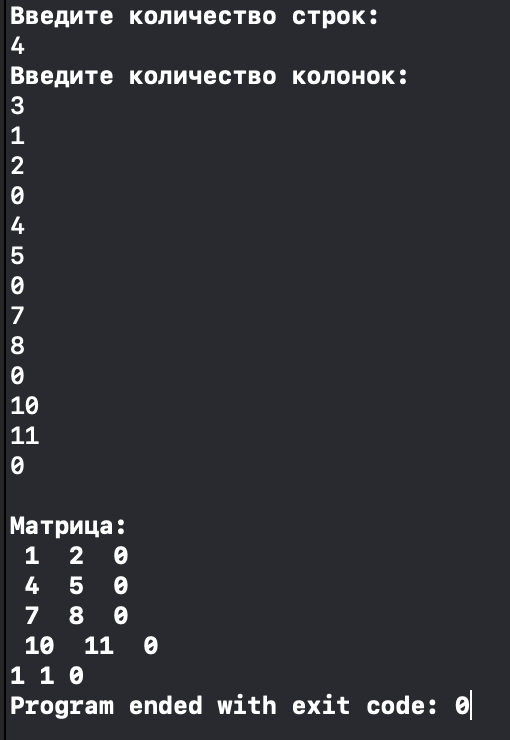 Введите количество строк:
4
Введите количество колонок:
3
1
2
0
4
5
0
7
8
0
10
11
0

Матрица:
 1  2  0
 4  5  0
 7  8  0
 10  11  0
1 1 0
Program ended with exit code: 0